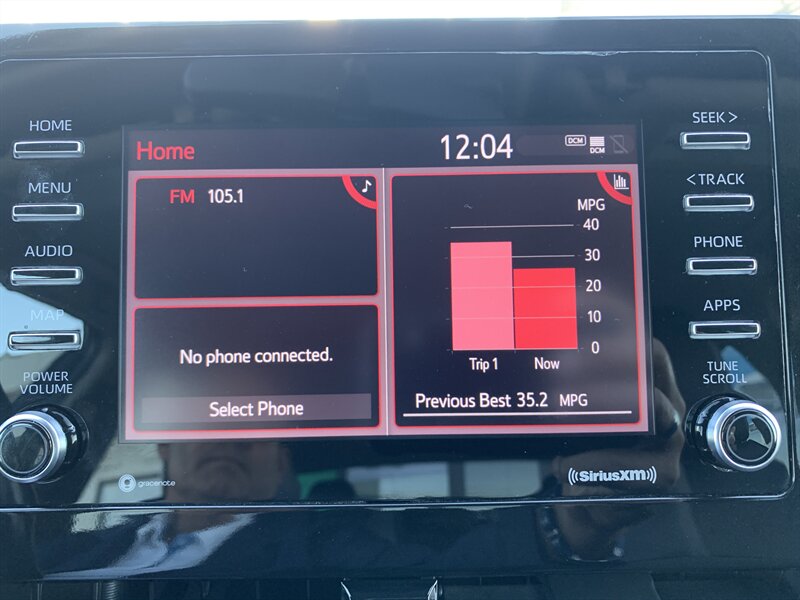 HOME
MENU
AUDIO
MAP
POWER
VOLUME
Home
12:04
DCM
DCM
FM 105.1
No phone connected.
Select Phone
MPG
40
30
20
10
0
Trip 1
Now
Previous Best 35.2 MPG
SEEK >
< TRACK
PHONE
APPS
TUNE
SCROLL
gracenote
((SiriusXM))